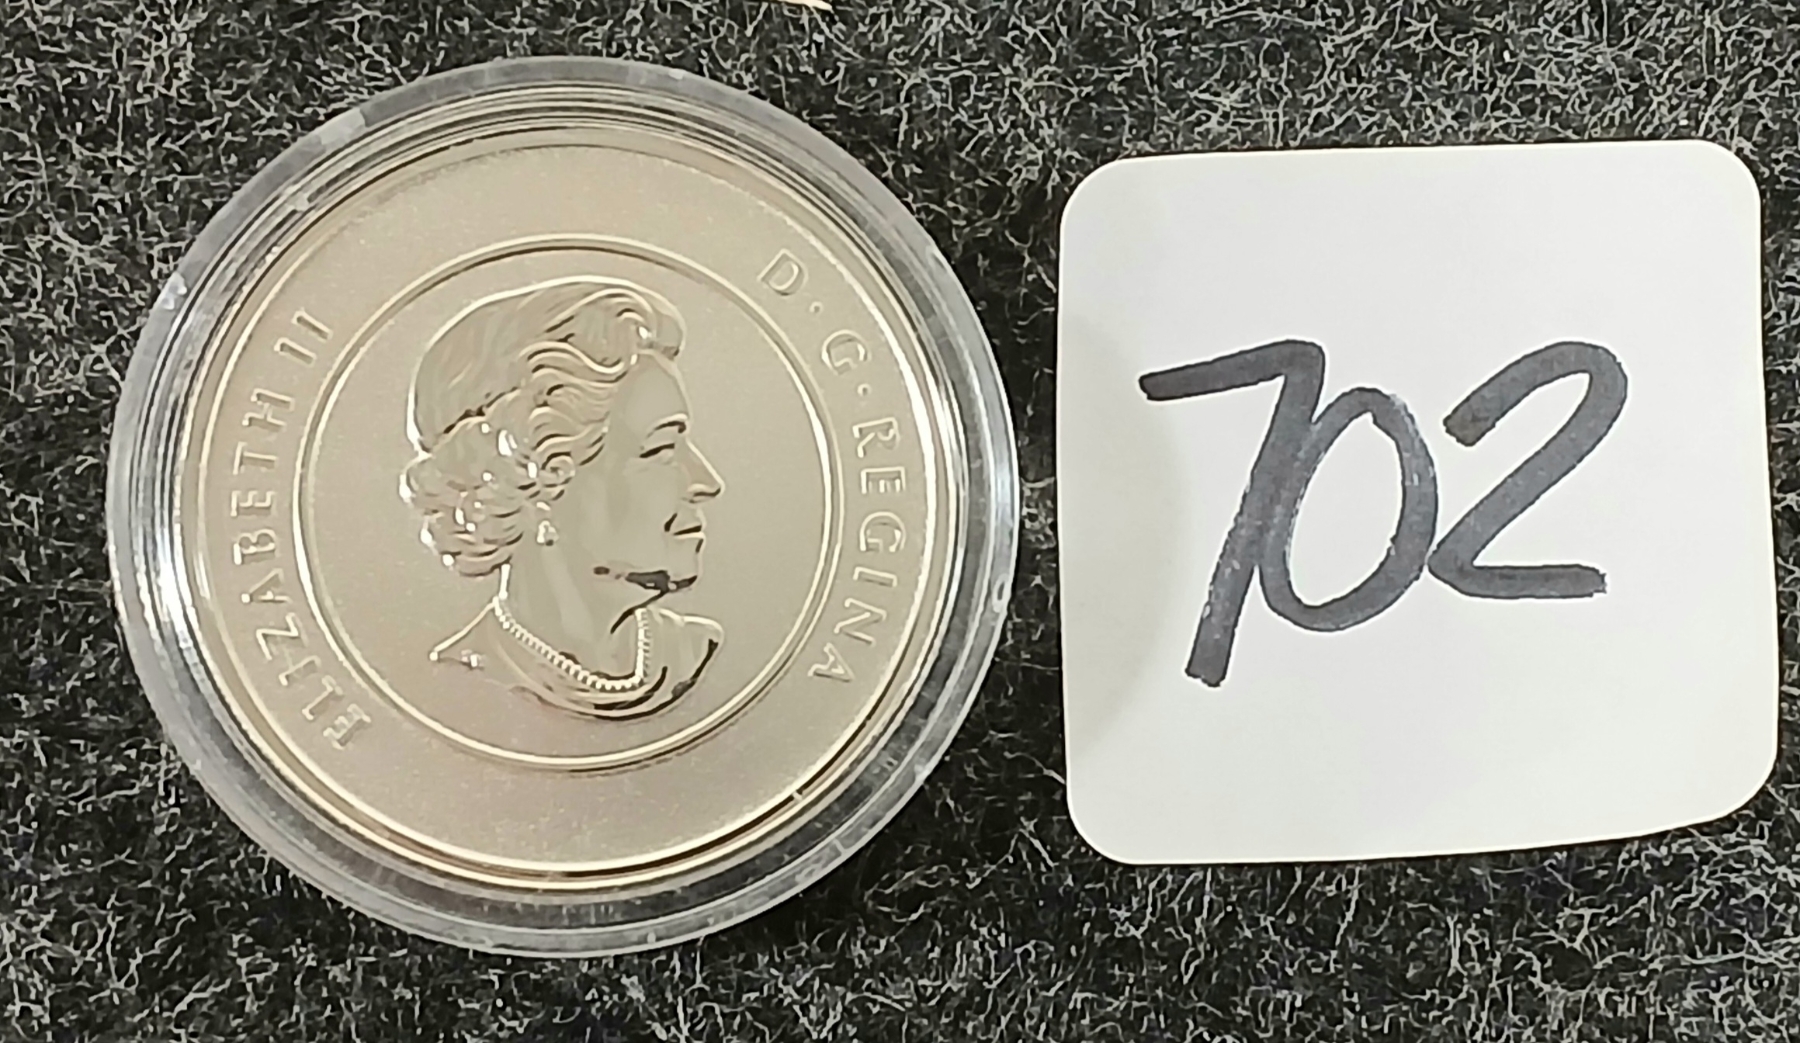 ELIZABETH II
D·G·REGINA
702